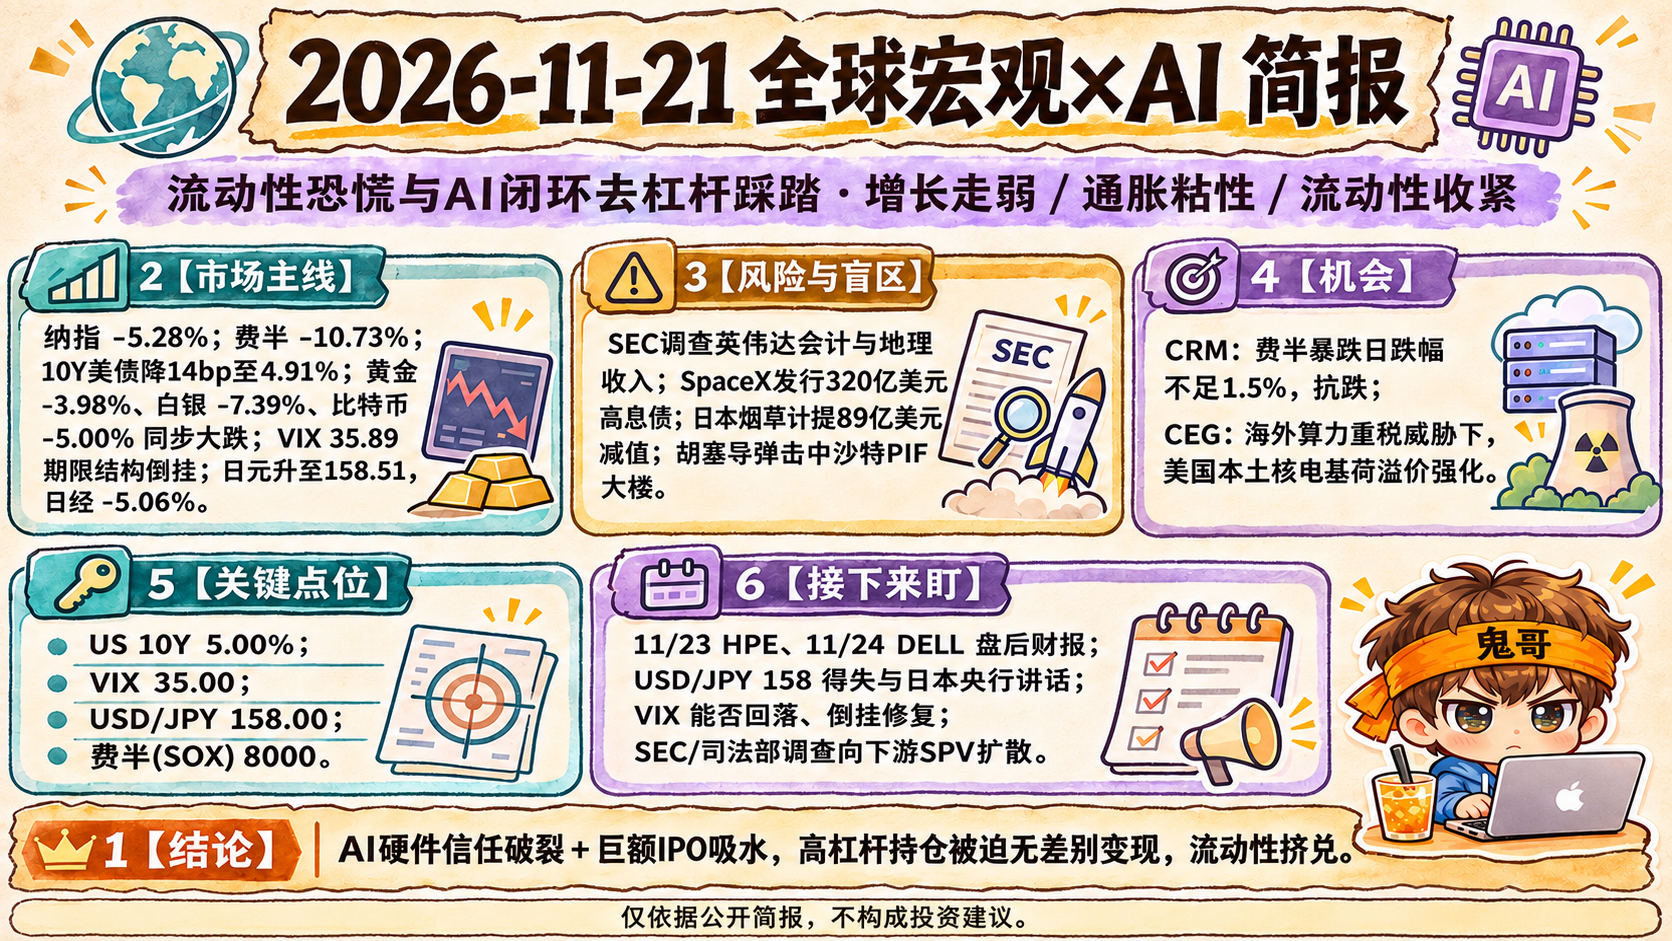 2026-11-21 全球宏观×AI 简报
AI
流动性恐慌与AI闭环去杠杆踩踏·增长走弱 / 通胀粘性 / 流动性收紧
2【市场主线】
纳指 -5.28%；费半 -10.73%；
10Y美债降14bp至4.91%；黄金
-3.98%、白银 -7.39%、比特币
-5.00% 同步大跌；VIX 35.89
期限结构倒挂；日元升至158.51，
日经 -5.06%。
3【风险与盲区】
SEC调查英伟达会计与地理
收入；SpaceX发行320亿美元
高息债；日本烟草计提89亿美元
减值；胡塞导弹击中沙特PIF
大楼。
SEC
4【机会】
CRM：费半暴跌日跌幅
不足1.5%，抗跌；
CEG：海外算力重税威胁下，
美国本土核电基荷溢价强化。
5【关键点位】
US 10Y 5.00%；
VIX 35.00；
USD/JPY 158.00；
费半(SOX) 8000。
6【接下来盯】
11/23 HPE、11/24 DELL 盘后财报；
USD/JPY 158 得失与日本央行讲话；
VIX 能否回落、倒挂修复；
SEC/司法部调查向下游SPV扩散。
鬼哥
1【结论】
AI硬件信任破裂+巨额IPO吸水，高杠杆持仓被迫无差别变现，流动性挤兑。
仅依据公开简报，不构成投资建议。